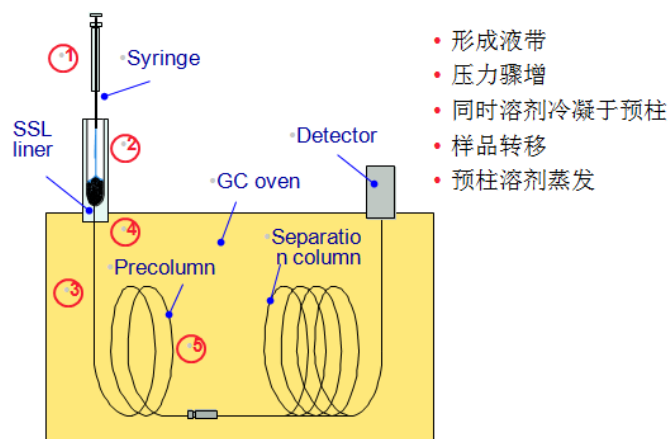 1
Syringe
SSL
liner
2
Detector
GC oven
4
Separatio
n column
Precolumn
3
5
• 形成液带
• 压力骤增
• 同时溶剂冷凝于预柱
• 样品转移
• 预柱溶剂蒸发